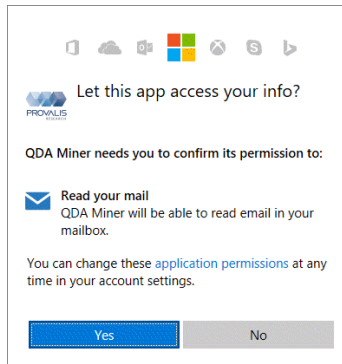 Let this app access your info?
PROVALIS
RESEARCH
QDA Miner needs you to confirm its permission to:
Read your mail
QDA Miner will be able to read email in your
mailbox.
You can change these application permissions at any
time in your account settings.
Yes
No